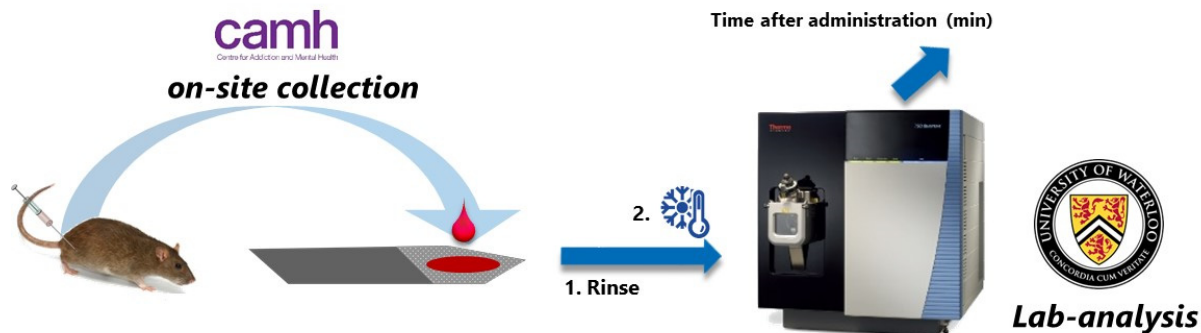 Time after administration (min)
camh
Centre for Addiction and Mental Health
on-site collection
2.
1. Rinse
Thermo
UNIVERSITY OF WATERLOO
CONCORDIA CUM VERITATE
Lab-analysis